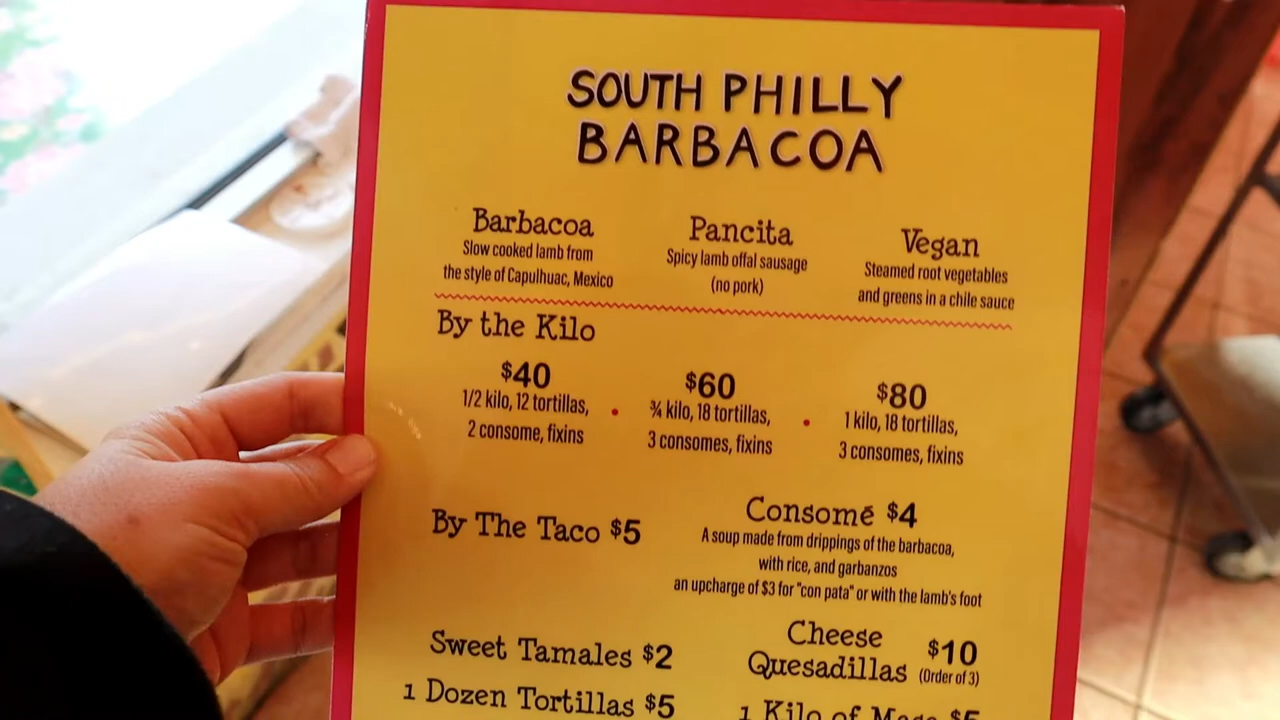 SOUTH PHILLY
BARBACOA
Barbacoa
Slow cooked lamb from
the style of Capulhuac, Mexico
Pancita
Spicy lamb offal sausage
(no pork)
Vegan
Steamed root vegetables
and greens in a chile sauce
By the Kilo
$40
1/2 kilo, 12 tortillas,
2 consome, fixins
$60
¾ kilo, 18 tortillas,
3 consomes, fixins
$80
1 kilo, 18 tortillas,
3 consomes, fixins
By The Taco $5
Consomé $4
A soup made from drippings of the barbacoa,
with rice, and garbanzos
an upcharge of $3 for "con pata" or with the lamb's foot
Sweet Tamales $2
Cheese
Quesadillas $10
(Order of 3)
1 Dozen Tortillas $5
1 Kilo of Masa $5